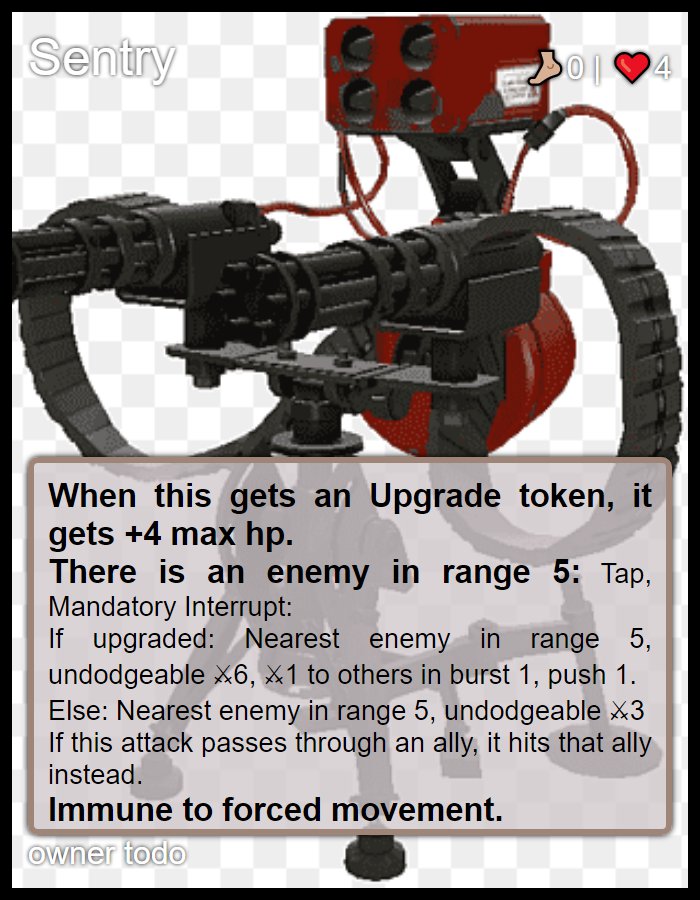 Sentry
🦶0 | ❤️4
When this gets an Upgrade token, it
gets +4 max hp.
There is an enemy in range 5: Tap,
Mandatory Interrupt:
If upgraded: Nearest enemy in range 5,
undodgeable ⚔6, ⚔1 to others in burst 1, push 1.
Else: Nearest enemy in range 5, undodgeable ⚔3
If this attack passes through an ally, it hits that ally
instead.
Immune to forced movement.
owner todo